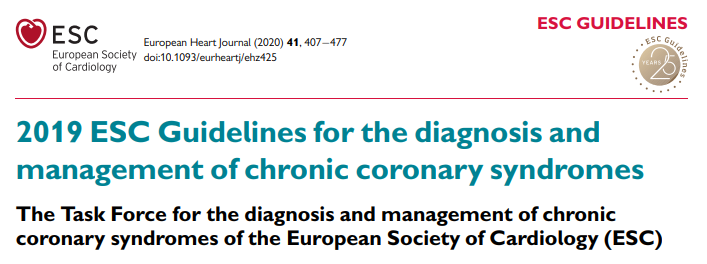 ESC
European Society
of Cardiology
European Heart Journal (2020) 41, 407–477
doi:10.1093/eurheartj/ehz425
ESC GUIDELINES
ESC Guidelines
YEARS 25
2019 ESC Guidelines for the diagnosis and
management of chronic coronary syndromes
The Task Force for the diagnosis and management of chronic
coronary syndromes of the European Society of Cardiology (ESC)